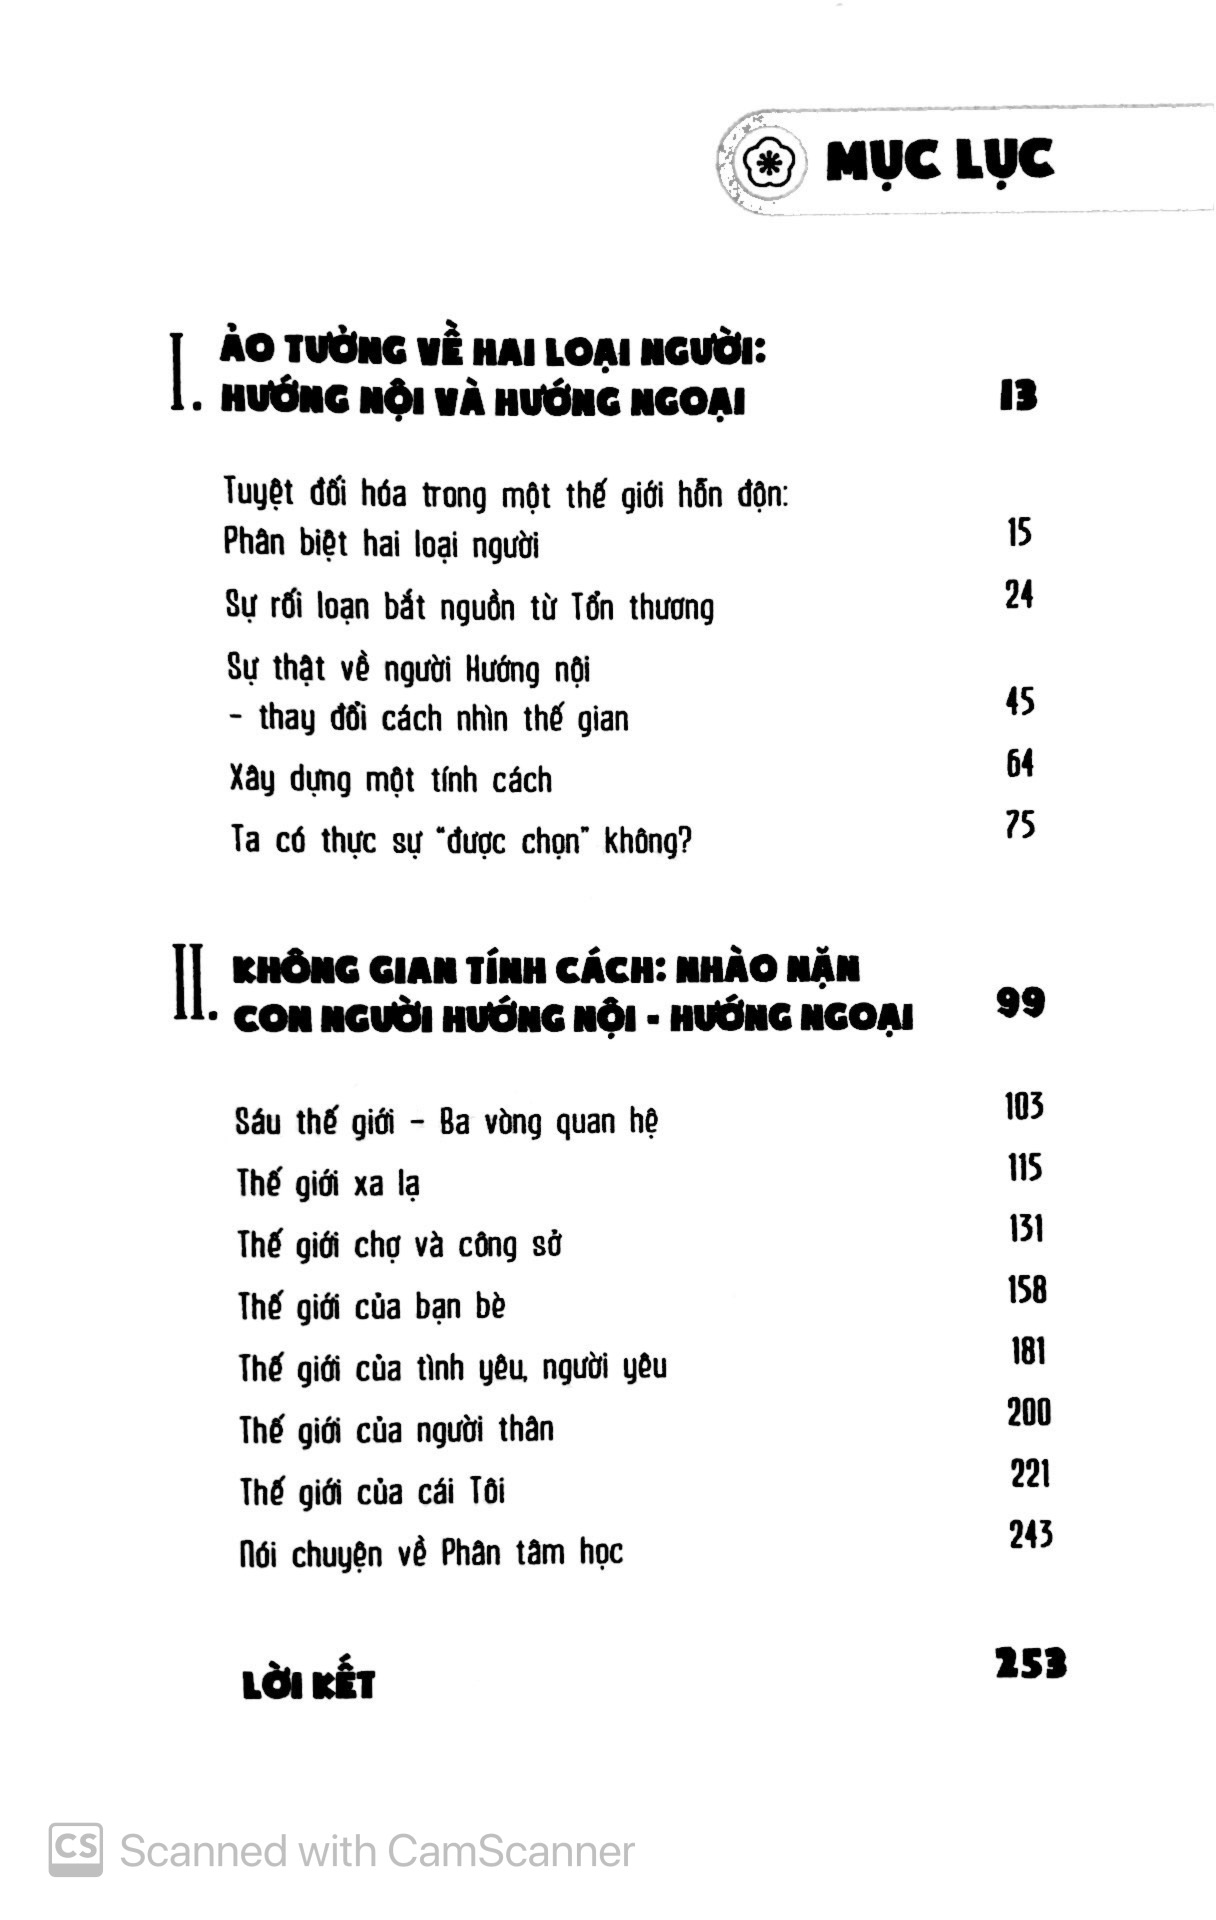 MỤC LỤC
I. ẢO TƯỞNG VỀ HAI LOẠI NGƯỜI:
HƯỚNG NỘI VÀ HƯỚNG NGOẠI 13
Tuyệt đối hóa trong một thế giới hỗn độn:
Phân biệt hai loại người 15
Sự rối loạn bắt nguồn từ Tổn thương 24
Sự thật về người Hướng nội
- thay đổi cách nhìn thế gian 45
Xây dựng một tính cách 64
Ta có thực sự "được chọn" không? 75
II. KHÔNG GIAN TÍNH CÁCH: NHÀO NẶN
CON NGƯỜI HƯỚNG NỘI - HƯỚNG NGOẠI 99
Sáu thế giới - Ba vòng quan hệ 103
Thế giới xa lạ 115
Thế giới chợ và công sở 131
Thế giới của bạn bè 158
Thế giới của tình yêu, người yêu 181
Thế giới của người thân 200
Thế giới của cái Tôi 221
Nói chuyện về Phân tâm học 243
LỜI KẾT 253
CS Scanned with CamScanner